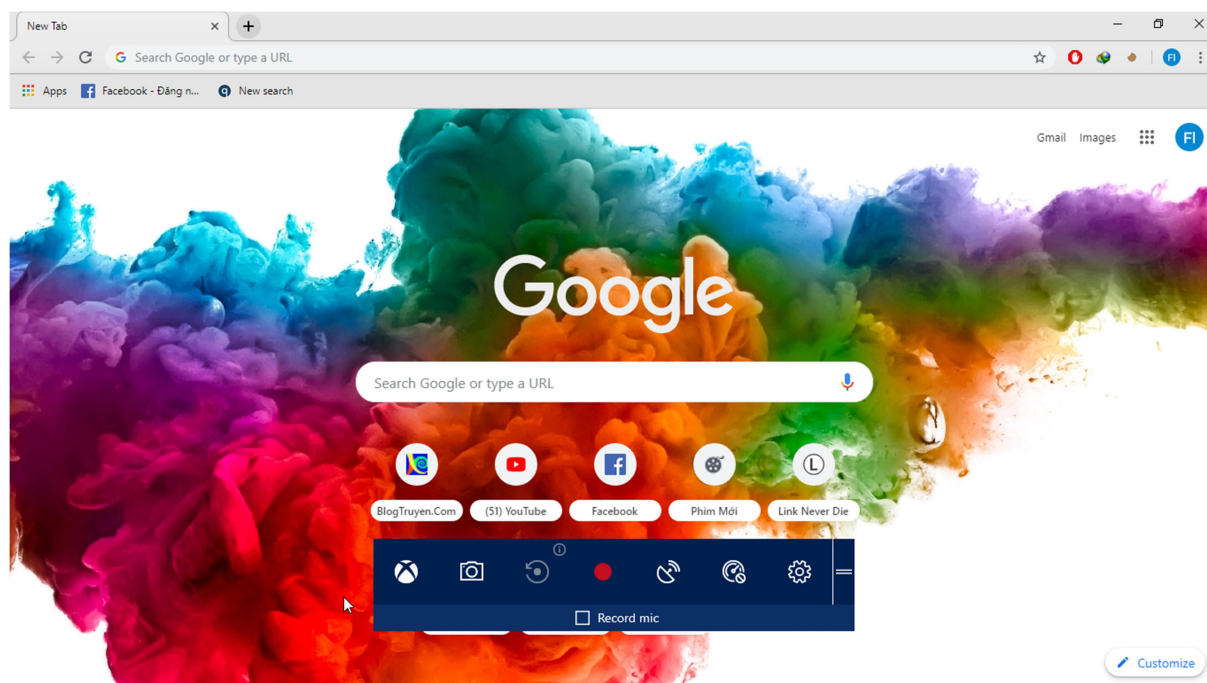 New Tab
Search Google or type a URL
FI
Apps Facebook - Đăng n... New search
Gmail Images FI
Google
Search Google or type a URL
BlogTruyen.Com (51) YouTube Facebook Phim Mới Link Never Die
L
Record mic
Customize